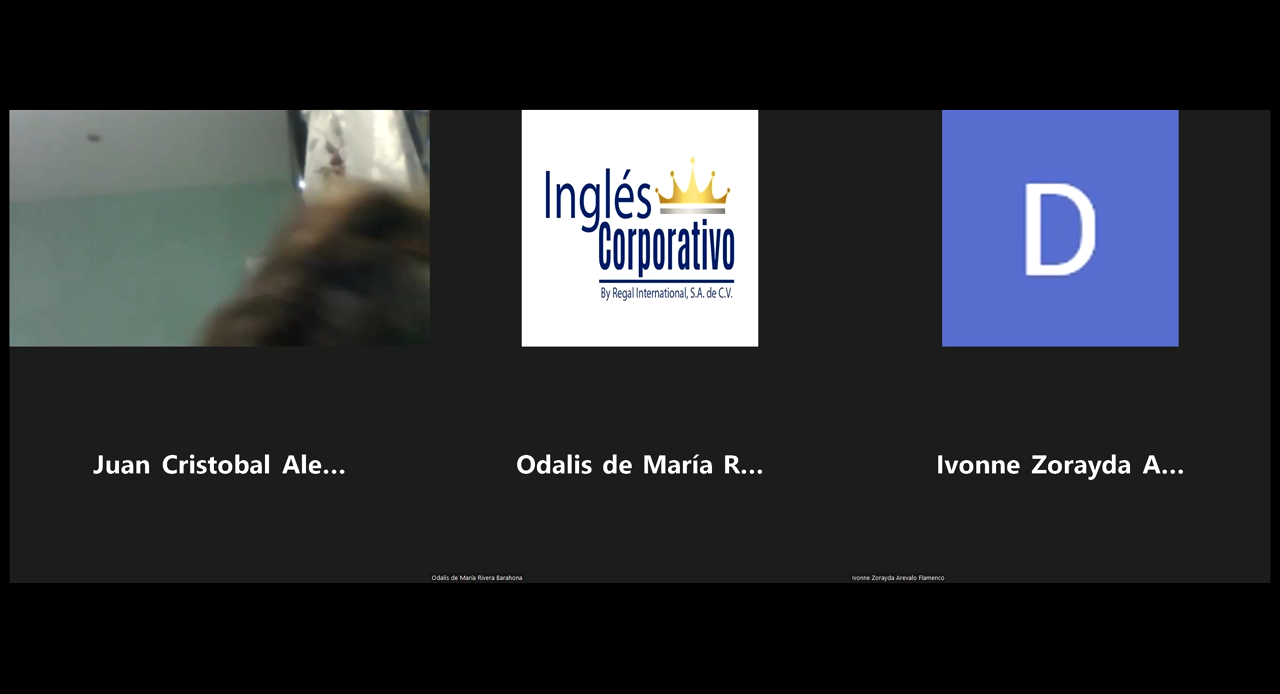 Inglés
Corporativo
By Regal International, S.A. de C.V.
D
Juan Cristobal Ale...
Odalis de María R...
Ivonne Zorayda A...
Odalis de María Rivera Barahona
Ivonne Zorayda Arevalo Flamenco